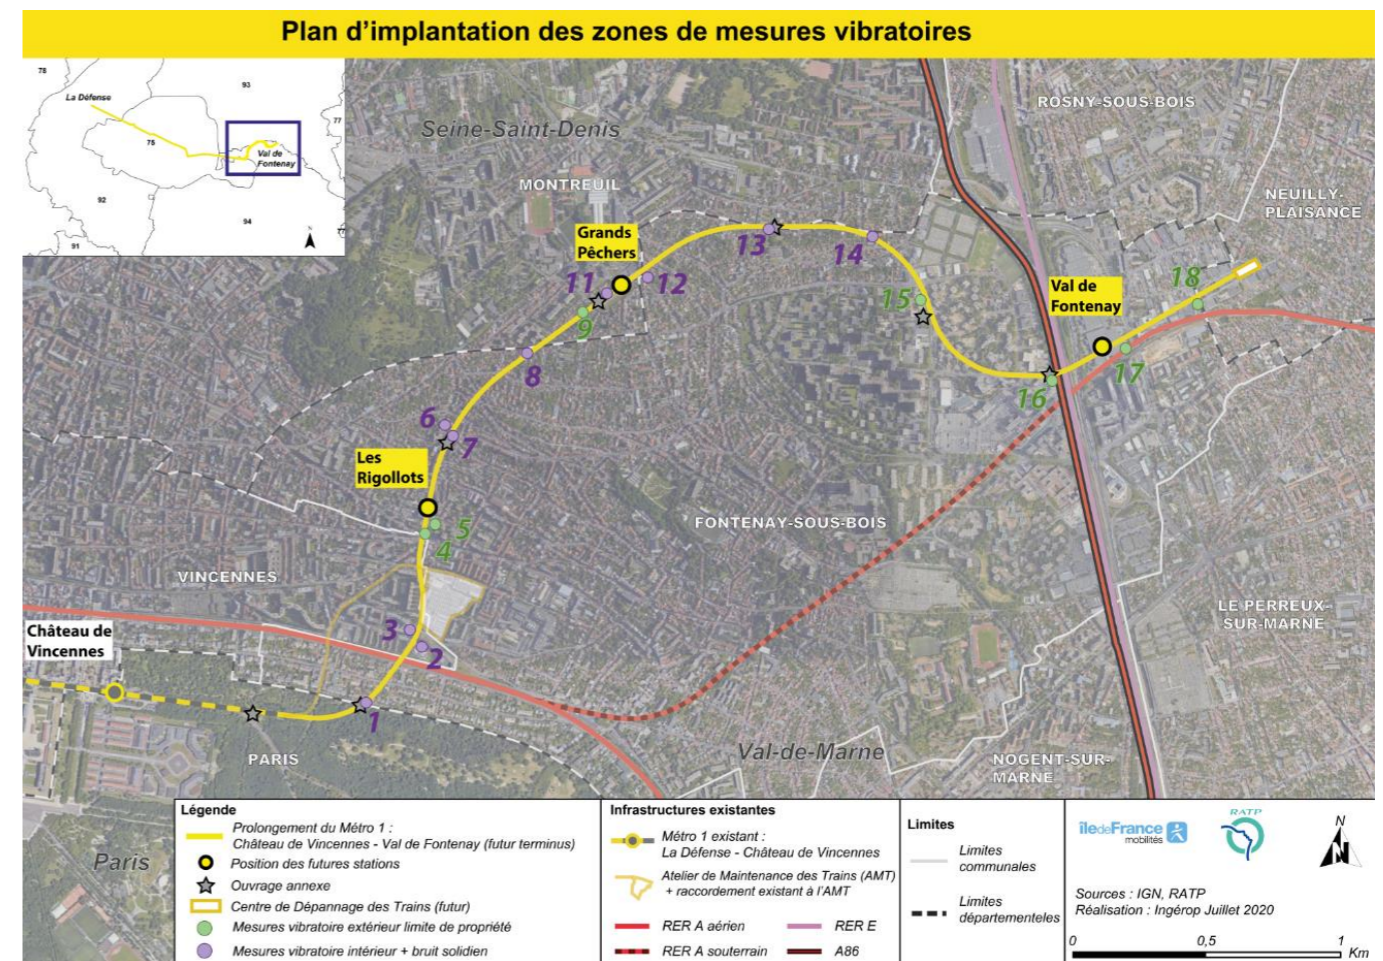 Plan d’implantation des zones de mesures vibratoires
78
93
La Défense
77
75
Val de
Fontenay
92
94
N
91
77
Seine-Saint-Denis
ROSNY-SOUS-BOIS
MONTREUIL
NEUILLY-
PLAISANCE
Grands
Pêchers
13
14
11
12
15
Val de
Fontenay
18
9
8
17
16
6
7
Les
Rigollots
5
4
FONTENAY-SOUS-BOIS
VINCENNES
LE PERREUX-
SUR-MARNE
Château de
Vincennes
3
2
1
PARIS
Val-de-Marne
NOGENT-SUR-
MARNE
Paris
Légende
Prolongement du Métro 1 :
Château de Vincennes - Val de Fontenay (futur terminus)
Position des futures stations
Ouvrage annexe
Centre de Dépannage des Trains (futur)
Mesures vibratoire extérieur limite de propriété
Mesures vibratoire intérieur + bruit solidien
Infrastructures existantes
Métro 1 existant :
La Défense - Château de Vincennes
Atelier de Maintenance des Trains (AMT)
+ raccordement existant à l’AMT
RER A aérien
RER E
RER A souterrain
A86
Limites
Limites
communales
Limites
départementeles
îledeFrance
mobilités
RATP
N
Sources : IGN, RATP
Réalisation : Ingérop Juillet 2020
0
0,5
1
Km